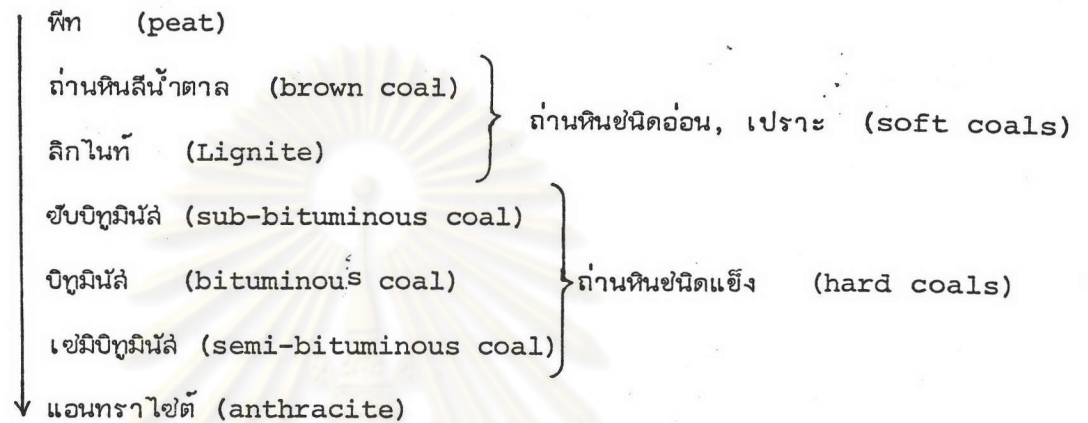 พีท (peat)
ถ่านหินสีน้ำตาล (brown coal)
ถ่านหินชนิดอ่อน, เปราะ (soft coals)
ลิกไนท์ (Lignite)
ซับบิทูมินัส (sub-bituminous coal)
บิทูมินัส (bituminous coal)
ถ่านหินชนิดแข็ง (hard coals)
เซมิบิทูมินัส (semi-bituminous coal)
แอนทราไซต์ (anthracite)